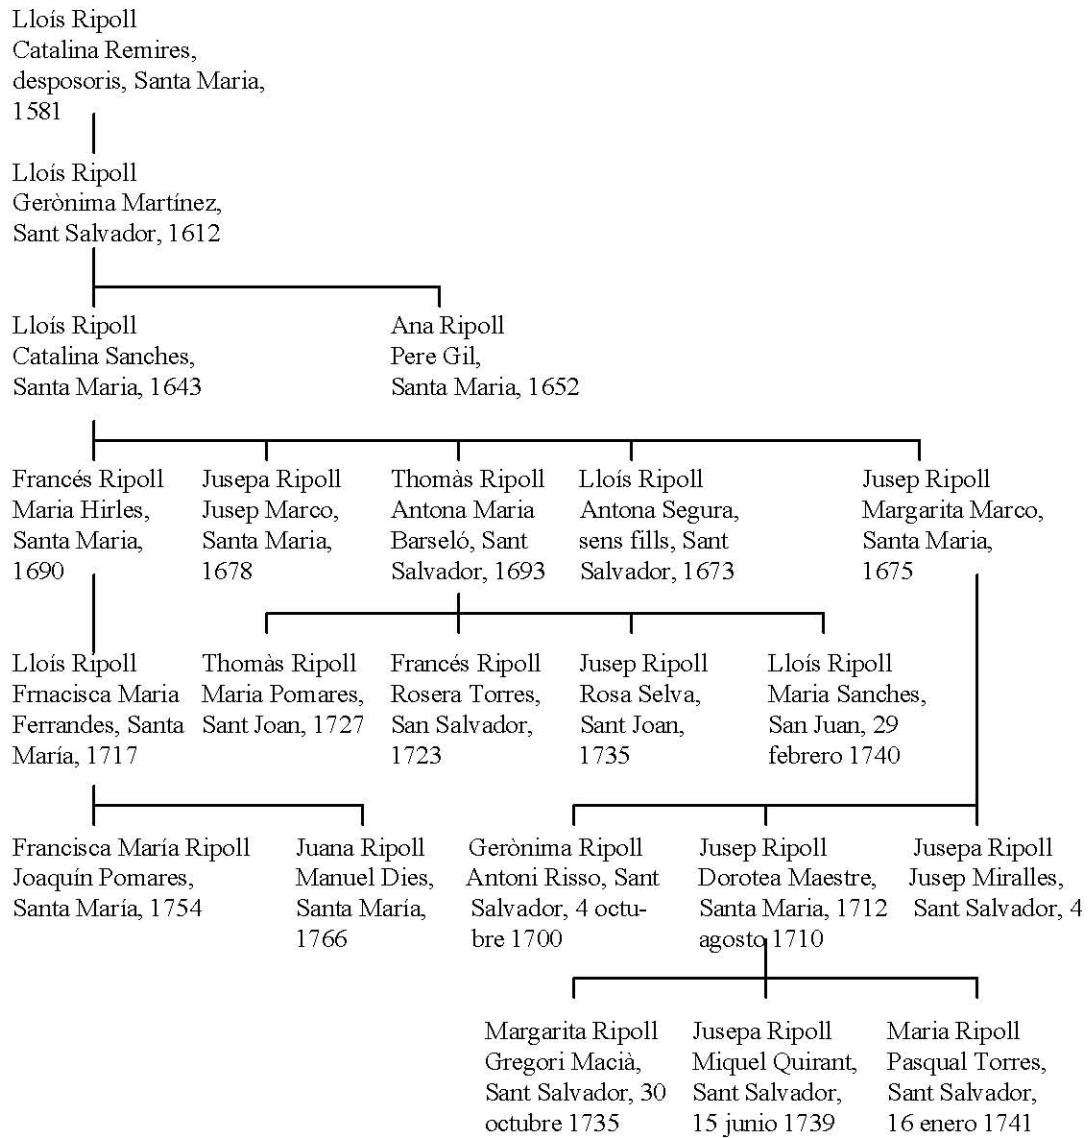 Lloís Ripoll
Catalina Remires,
desposoris, Santa Maria,
1581
Lloís Ripoll
Gerònima Martínez,
Sant Salvador, 1612
Lloís Ripoll
Catalina Sanches,
Santa Maria, 1643
Ana Ripoll
Pere Gil,
Santa Maria, 1652
Francés Ripoll
Maria Hirles,
Santa Maria,
1690
Jusepa Ripoll
Jusep Marco,
Santa Maria,
1678
Thomàs Ripoll
Antona Maria
Barseló, Sant
Salvador, 1693
Lloís Ripoll
Antona Segura,
sens fills, Sant
Salvador, 1673
Jusep Ripoll
Margarita Marco,
Santa Maria,
1675
Lloís Ripoll
Frnacisca Maria
Ferrandes, Santa
María, 1717
Thomàs Ripoll
Maria Pomares,
Sant Joan, 1727
Francés Ripoll
Rosera Torres,
San Salvador,
1723
Jusep Ripoll
Rosa Selva,
Sant Joan,
1735
Lloís Ripoll
Maria Sanches,
San Juan, 29
febrero 1740
Francisca María Ripoll
Joaquín Pomares,
Santa María, 1754
Juana Ripoll
Manuel Dies,
Santa María,
1766
Gerònima Ripoll
Antoni Risso, Sant
Salvador, 4 octu-
bre 1700
Jusep Ripoll
Dorotea Maestre,
Santa Maria, 1712
agosto 1710
Jusepa Ripoll
Jusep Miralles,
Sant Salvador, 4
Margarita Ripoll
Gregori Macià,
Sant Salvador, 30
octubre 1735
Jusepa Ripoll
Miquel Quirant,
Sant Salvador,
15 junio 1739
Maria Ripoll
Pasqual Torres,
Sant Salvador,
16 enero 1741